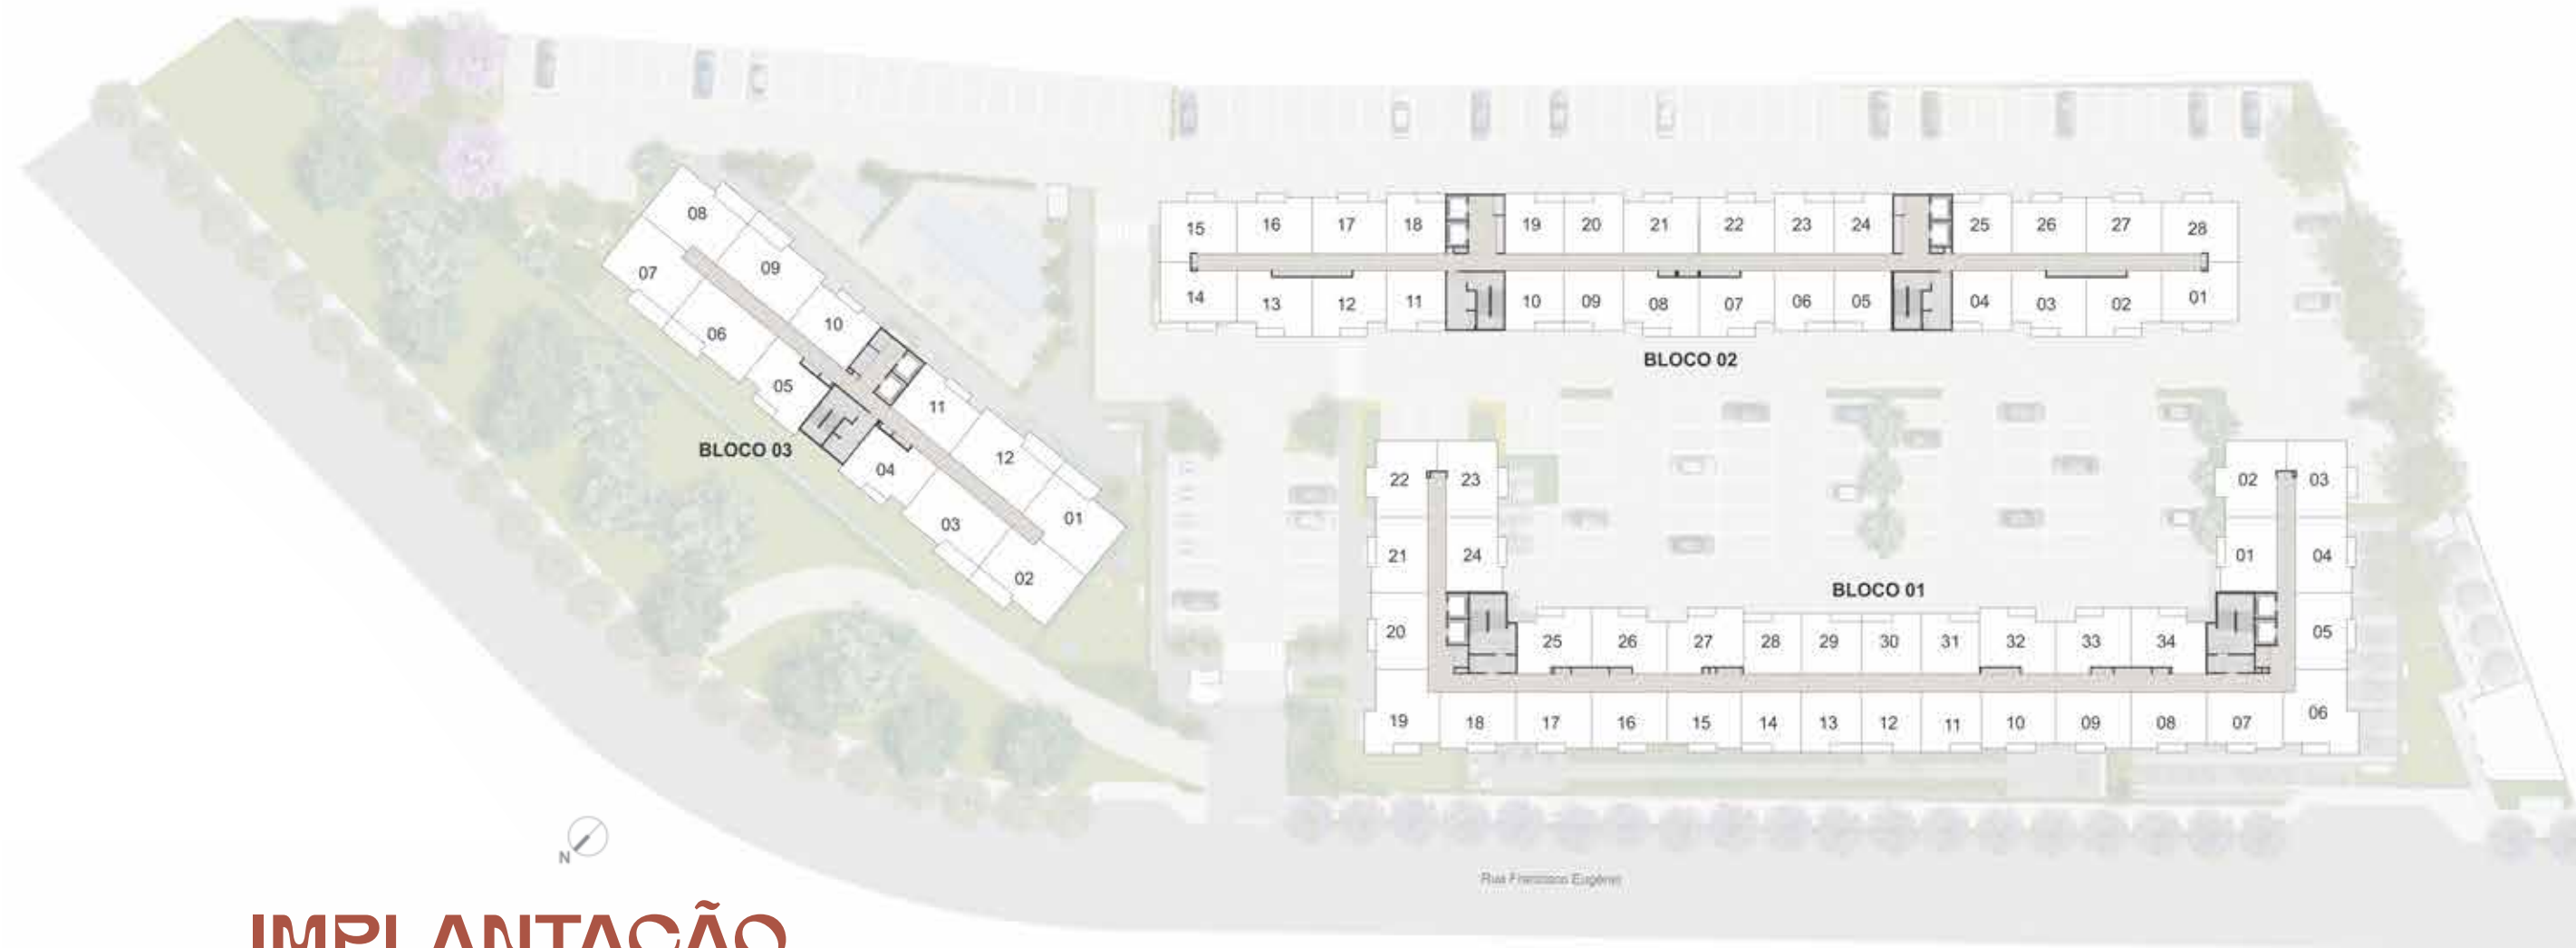 08
07
09
06
10
05
11
04
12
03
01
02
BLOCO 03
15 16 17 18 19 20 21 22 23 24 25 26 27 28
14 13 12 11 10 09 08 07 06 05 04 03 02 01
BLOCO 02
22 23
21 24
20
19
02 03
01 04
05
06
BLOCO 01
25 26 27 28 29 30 31 32 33 34
18 17 16 15 14 13 12 11 10 09 08 07
N
Rua Francisco Eugênio
IMPLANTAÇÃO